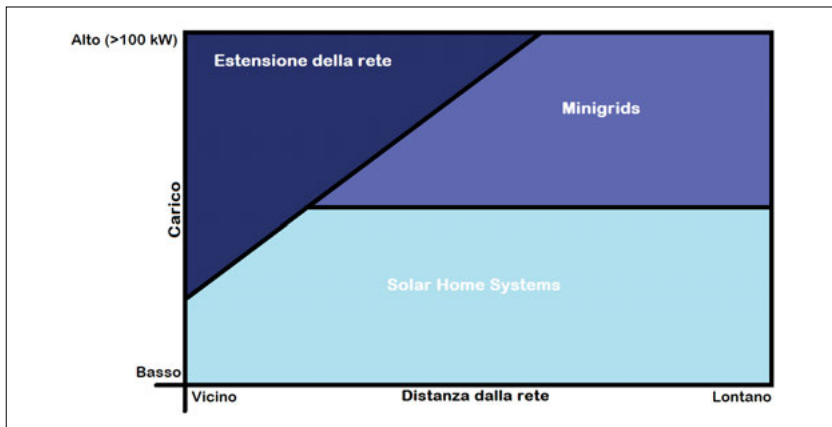 Alto (>100 kW)
Estensione della rete
Minigrids
Carico
Solar Home Systems
Basso
Vicino
Distanza dalla rete
Lontano